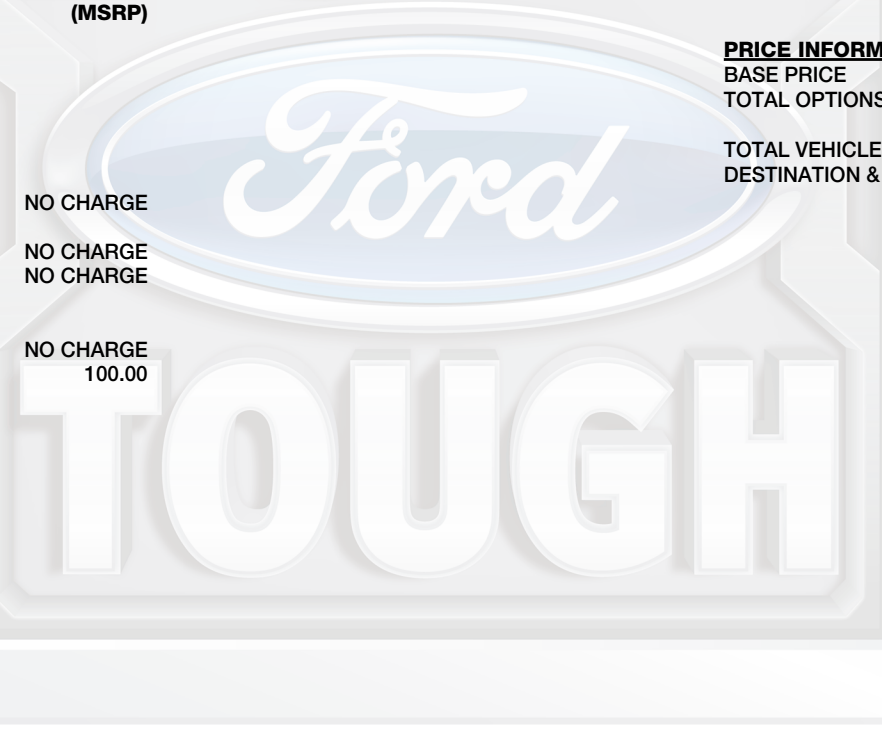 (MSRP)
NO CHARGE
NO CHARGE
NO CHARGE
NO CHARGE
100.00
PRICE INFORM
BASE PRICE
TOTAL OPTIONS
TOTAL VEHICLE
DESTINATION &
Ford
TOUGH